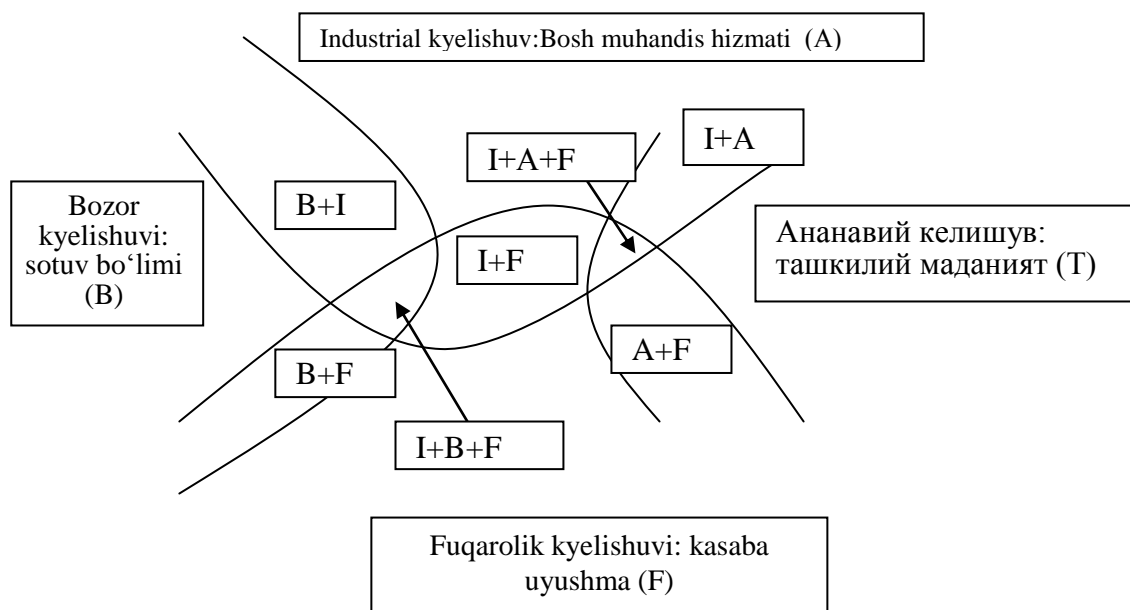 Industrial kyelishuv:Bosh muhandis hizmati (A)
I+A
I+A+F
B+I
Bozor
kyelishuvi:
sotuv bo‘limi
(B)
I+F
Ананавий келишув:
ташкилий маданият (Т)
A+F
B+F
I+B+F
Fuqarolik kyelishuvi: kasaba
uyushma (F)